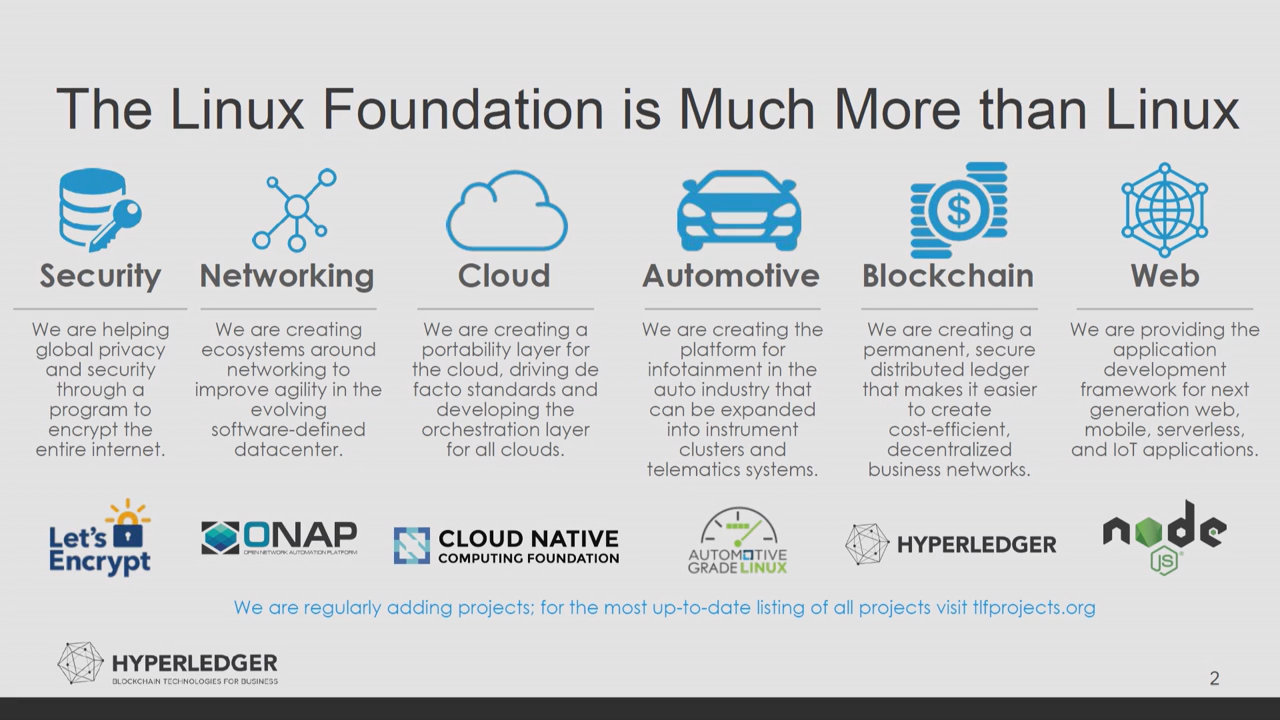 The Linux Foundation is Much More than Linux
Security
We are helping
global privacy
and security
through a
program to
encrypt the
entire internet.
Let's
Encrypt
Networking
We are creating
ecosystems around
networking to
improve agility in the
evolving
software-defined
datacenter.
ONAP
OPEN NETWORK AUTOMATION PLATFORM
Cloud
We are creating a
portability layer for
the cloud, driving de
facto standards and
developing the
orchestration layer
for all clouds.
CLOUD NATIVE
COMPUTING FOUNDATION
Automotive
We are creating the
platform for
infotainment in the
auto industry that
can be expanded
into instrument
clusters and
telematics systems.
AUTOMOTIVE
GRADELINUX
$
Blockchain
We are creating a
permanent, secure
distributed ledger
that makes it easier
to create
cost-efficient,
decentralized
business networks.
HYPERLEDGER
Web
We are providing the
application
development
framework for next
generation web,
mobile, serverless,
and IoT applications.
node
JS®
We are regularly adding projects; for the most up-to-date listing of all projects visit tlfprojects.org
HYPERLEDGER
BLOCKCHAIN TECHNOLOGIES FOR BUSINESS
2